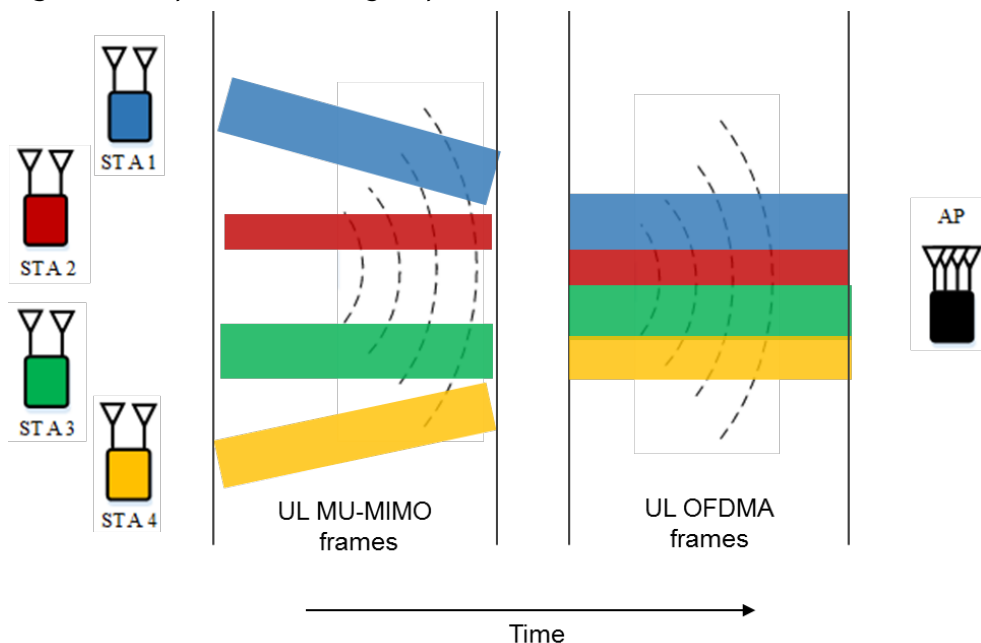 STA 1
STA 2
STA 3
STA 4
AP
UL MU-MIMO
frames
UL OFDMA
frames
Time